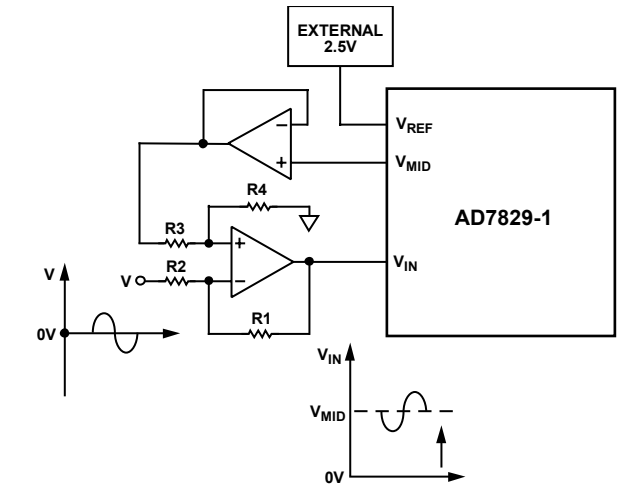 EXTERNAL
2.5V
VREF
VMID
AD7829-1
R4
R3
R2
V
R1
VIN
V
0V
VIN
VMID
0V
−
+
+
−